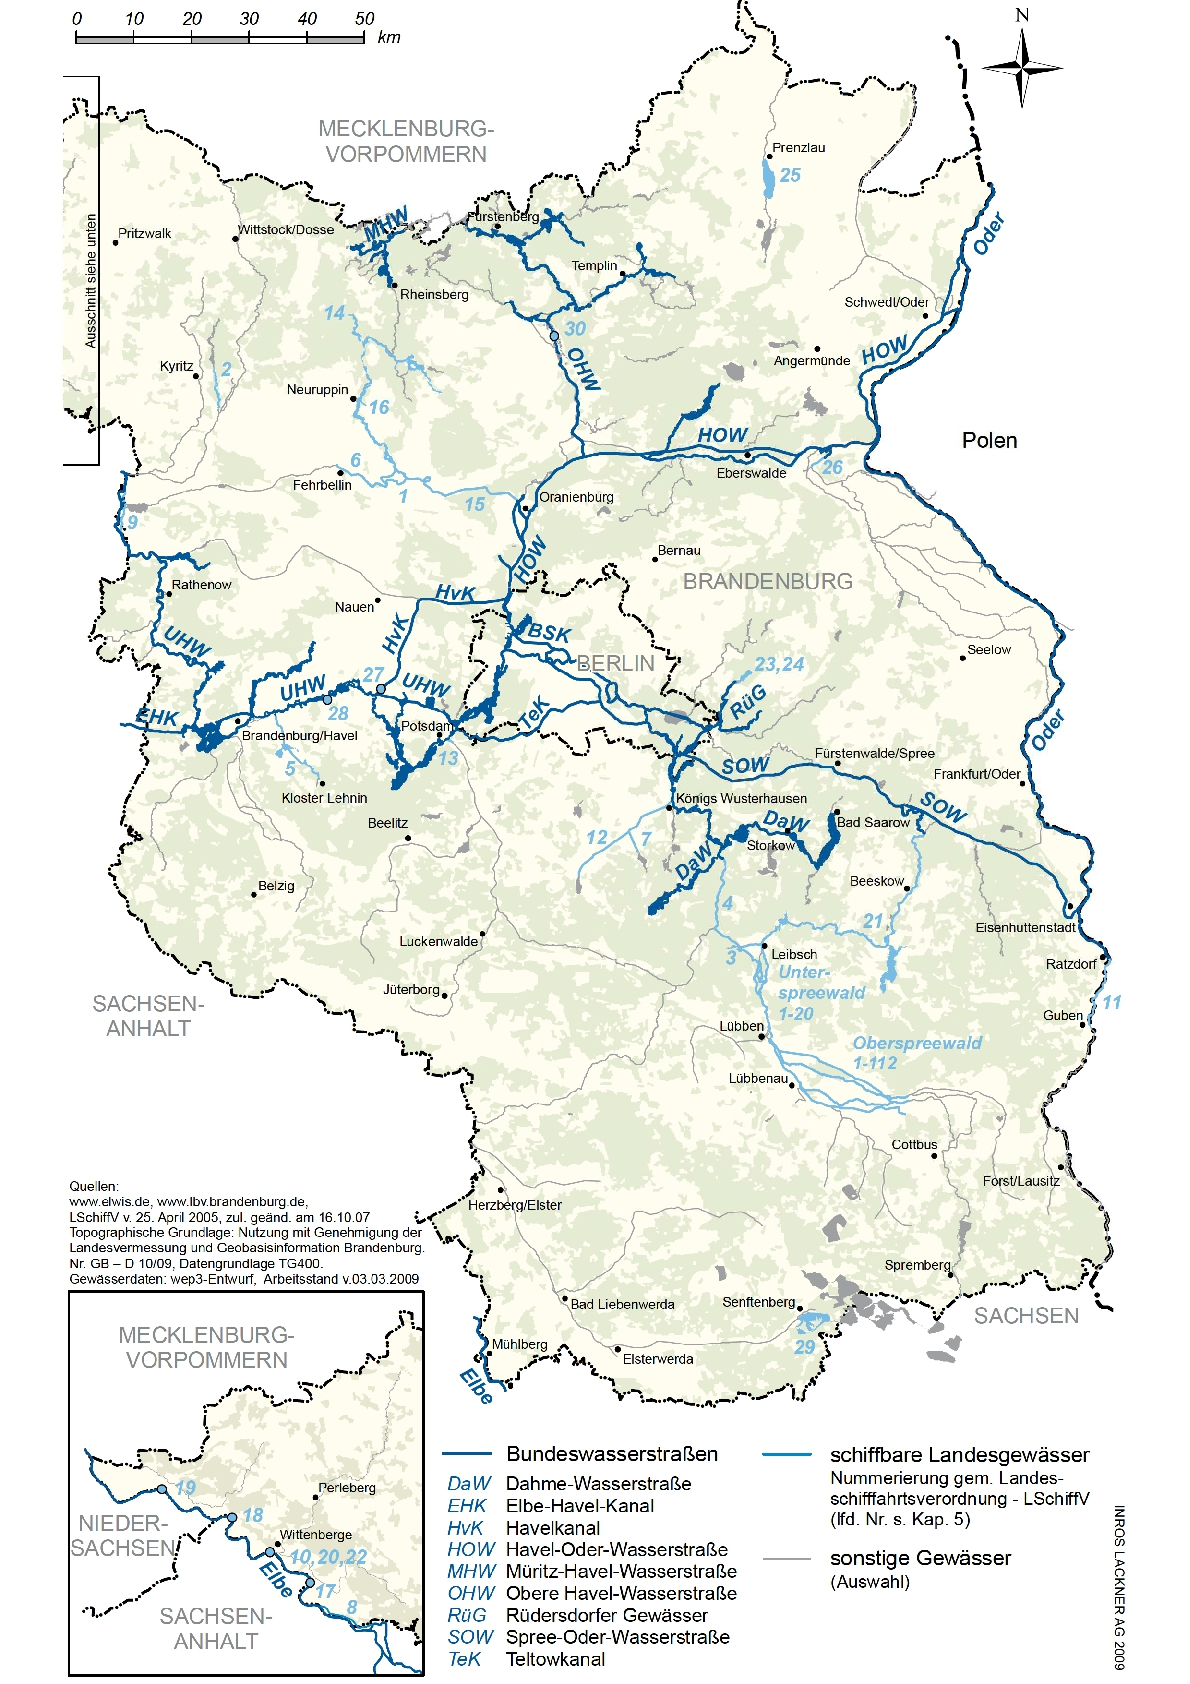 0 10 20 30 40 50
km
N
MECKLENBURG-
VORPOMMERN
Prenzlau
25
Ausschnitt siehe unten
Pritzwalk
Wittstock/Dosse
MHW
Fürstenberg
Oder
Templin
Rheinsberg
Schwedt/Oder
14
30
HOW
Angermünde
Kyritz
2
OHW
Neuruppin
16
HOW
Polen
6
Fehrbellin
1
15
Eberswalde
26
Oranienburg
9
HOW
Bernau
BRANDENBURG
Rathenow
HvK
Nauen
HvK
UHW
BSK
BERLIN
Seelow
23,24
27
UHW
UHW
RüG
28
EHK
TeK
Potsdam
Oder
Brandenburg/Havel
13
Fürstenwalde/Spree
5
SOW
Frankfurt/Oder
Kloster Lehnin
Königs Wusterhausen
SOW
Beelitz
DaW
Bad Saarow
12
7
Storkow
DaW
Beeskow
Belzig
4
21
Eisenhüttenstadt
Luckenwalde
3
Leibsch
Ratzdorf
Unter-
spreewald
1-20
Jüterborg
11
SACHSEN-
ANHALT
Guben
Lübben
Oberspreewald
1-112
Lübbenau
Cottbus
Forst/Lausitz
Quellen:
www.elwis.de, www.lbv.brandenburg.de,
LSchiffV v. 25. April 2005, zul. geänd. am 16.10.07
Topographische Grundlage: Nutzung mit Genehmigung der
Landesvermessung und Geobasisinformation Brandenburg.
Nr. GB – D 10/09, Datengrundlage TG400.
Gewässerdaten: wep3-Entwurf, Arbeitsstand v.03.03.2009
Herzberg/Elster
Spremberg
Bad Liebenwerda
Senftenberg
SACHSEN
29
Mühlberg
Elsterwerda
Elbe
MECKLENBURG-
VORPOMMERN
19
Perleberg
18
NIEDER-
SACHSEN
Wittenberge
10,20,22
Elbe
17
8
SACHSEN-
ANHALT
Bundeswasserstraßen
DaW Dahme-Wasserstraße
EHK Elbe-Havel-Kanal
HvK Havelkanal
HOW Havel-Oder-Wasserstraße
MHW Müritz-Havel-Wasserstraße
OHW Obere Havel-Wasserstraße
RüG Rüdersdorfer Gewässer
SOW Spree-Oder-Wasserstraße
TeK Teltowkanal
schiffbare Landesgewässer
Nummerierung gem. Landes-
schifffahrtsverordnung - LSchiffV
(lfd. Nr. s. Kap. 5)
sonstige Gewässer
(Auswahl)
INROS LACKNER AG 2009